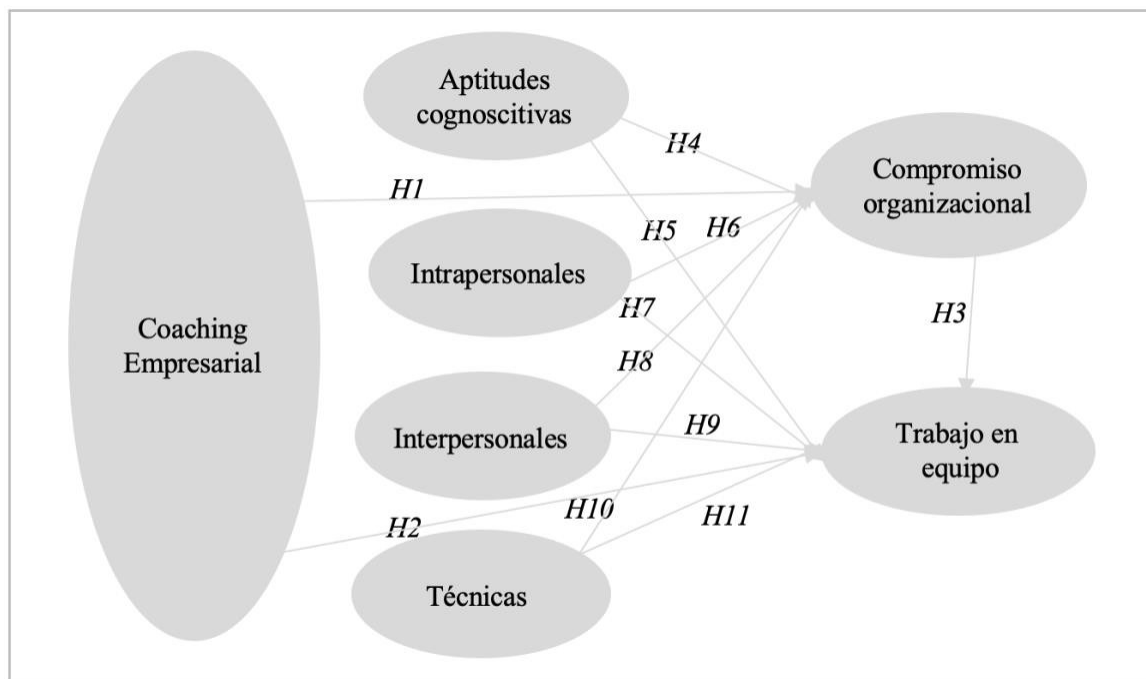 Aptitudes
cognoscitivas
H4
Compromiso
organizacional
H1
H5
H6
Intrapersonales
H7
H3
Coaching
Empresarial
H8
Interpersonales
H9
Trabajo en
equipo
H2
H10
H11
Técnicas